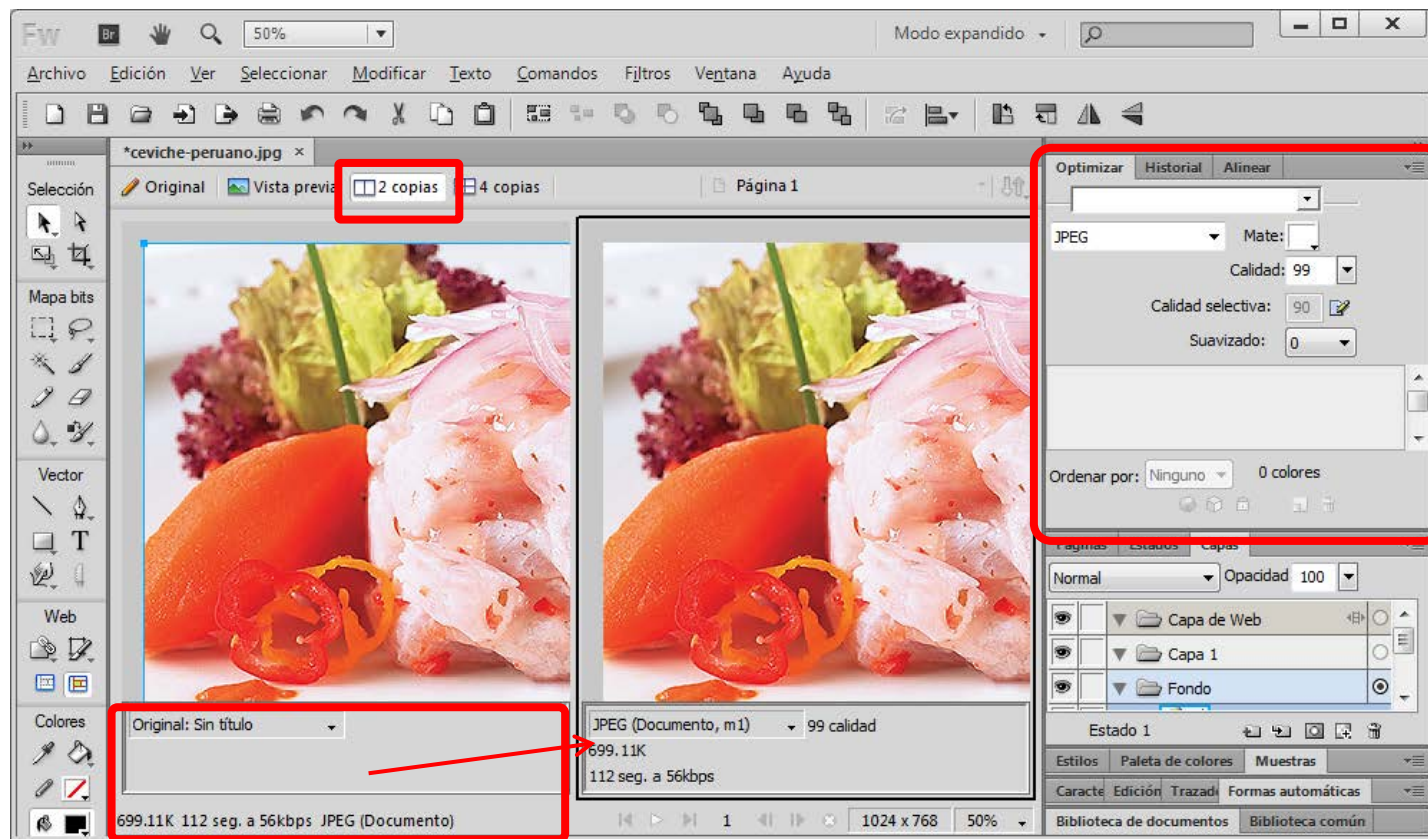 Fw Br 50% Modo expandido
Archivo Edición Ver Seleccionar Modificar Texto Comandos Filtros Ventana Ayuda
*ceviche-peruano.jpg ×
Original Vista previa 2 copias 4 copias Página 1
Selección
Mapa bits
Vector
T
Web
Colores
Original: Sin título
JPEG (Documento, m1) 99 calidad
699.11K
112 seg. a 56kbps
699.11K 112 seg. a 56kbps JPEG (Documento) 1 1024 x 768 50%
Optimizar Historial Alinear
JPEG Mate:
Calidad: 99
Calidad selectiva: 90
Suavizado: 0
Ordenar por: Ninguno 0 colores
Páginas Estados Capas
Normal Opacidad 100
Capa de Web
Capa 1
Fondo
Estado 1
Estilos Paleta de colores Muestras
Caracte Edición Trazado Formas automáticas
Biblioteca de documentos Biblioteca común